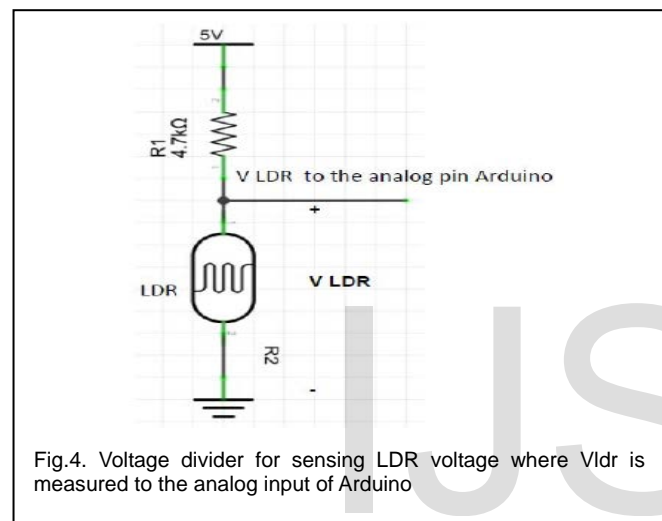 5V
R1
4.7kΩ
V LDR to the analog pin Arduino
+
LDR
V LDR
R2
-
IJS
Fig.4. Voltage divider for sensing LDR voltage where Vldr is
measured to the analog input of Arduino